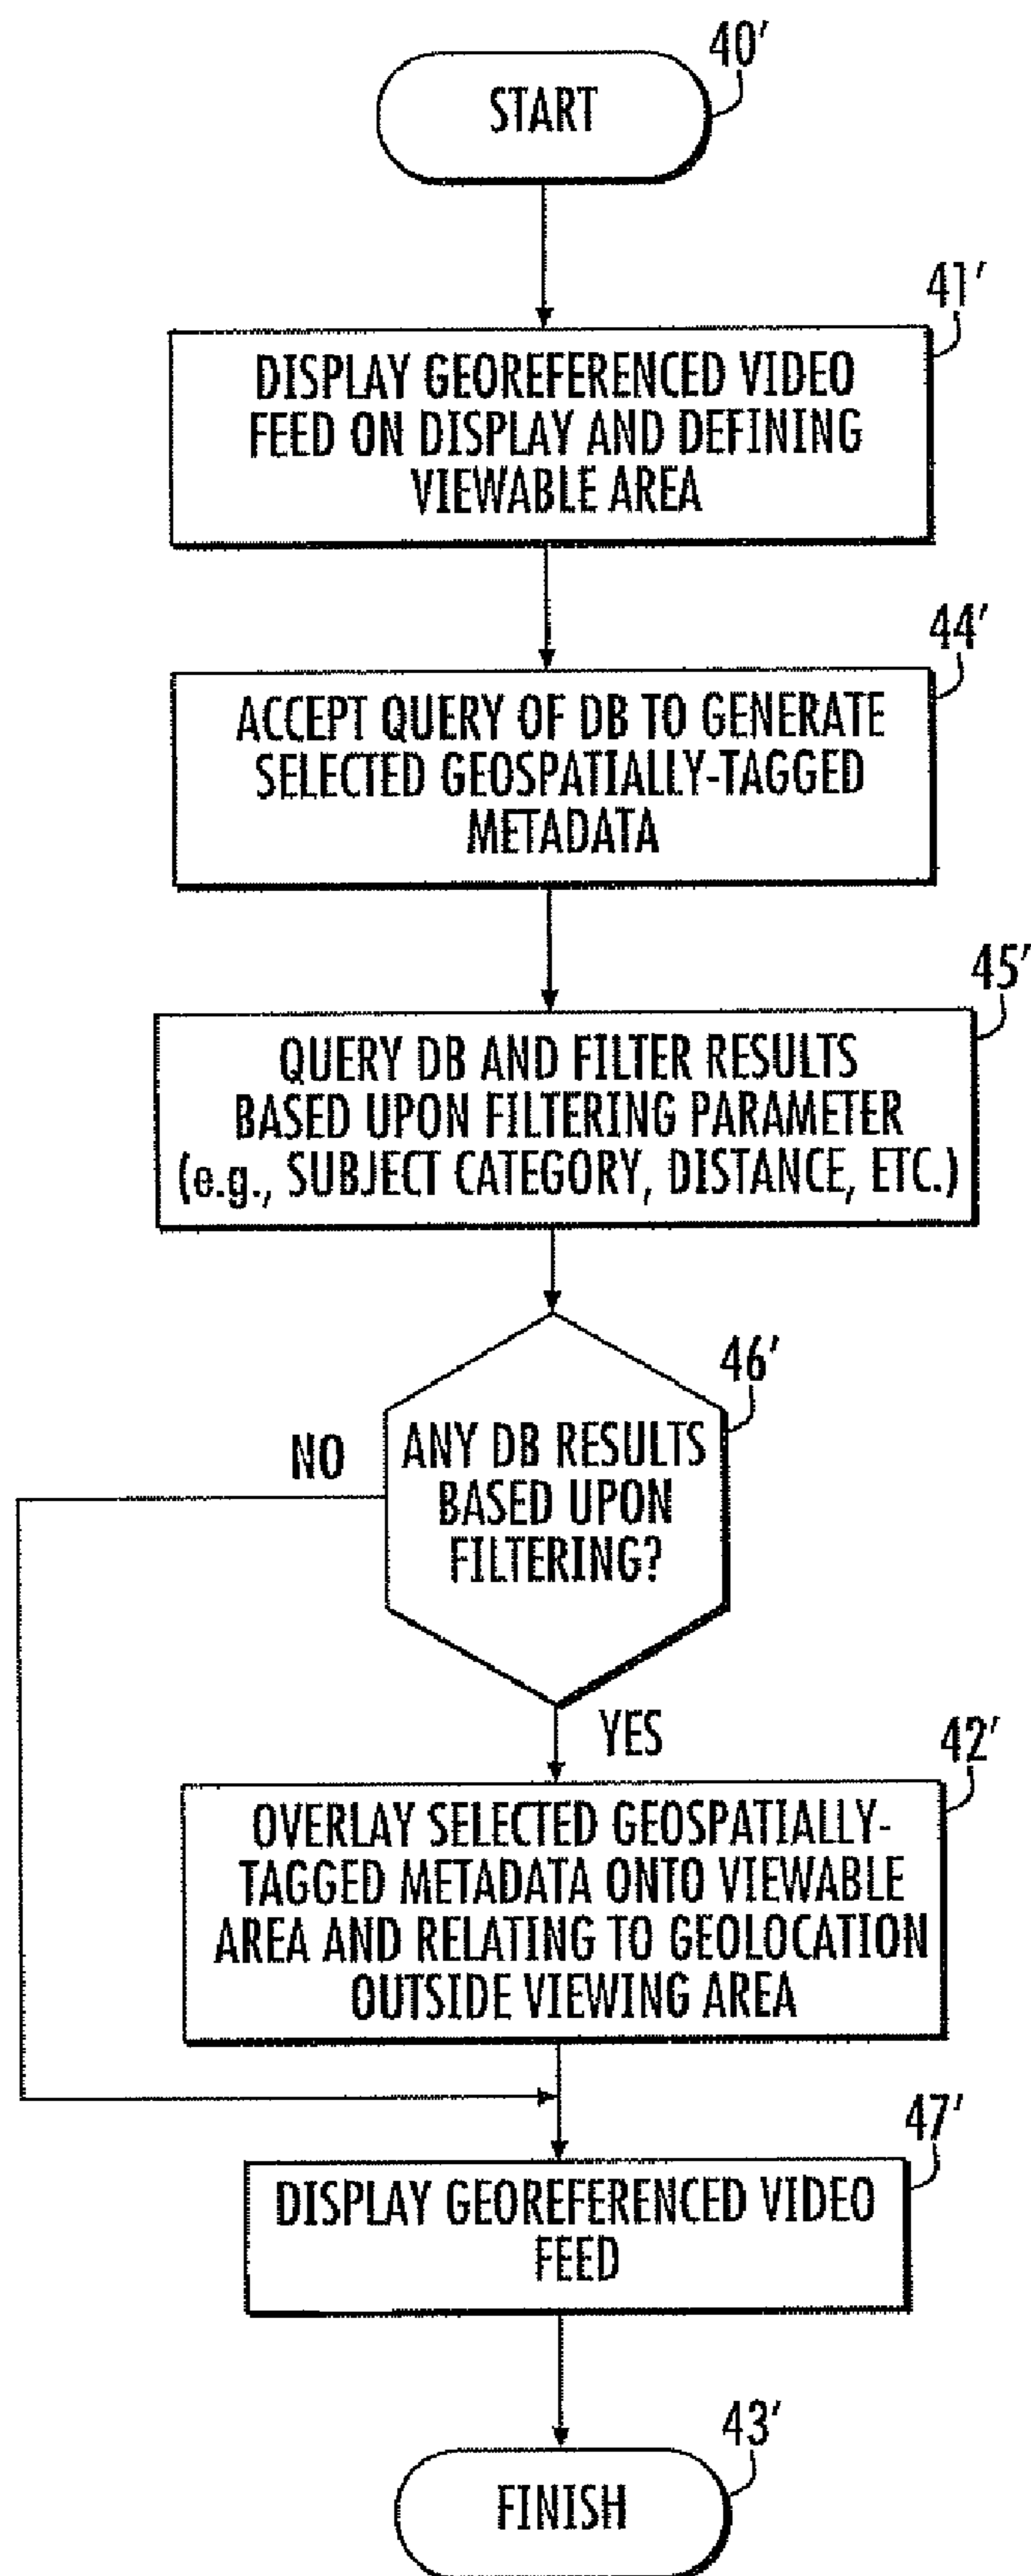 40'
START
41'
DISPLAY GEOREFERENCED VIDEO
FEED ON DISPLAY AND DEFINING
VIEWABLE AREA
44'
ACCEPT QUERY OF DB TO GENERATE
SELECTED GEOSPATIALLY-TAGGED
METADATA
45'
QUERY DB AND FILTER RESULTS
BASED UPON FILTERING PARAMETER
(e.g., SUBJECT CATEGORY, DISTANCE, ETC.)
46'
NO
ANY DB RESULTS
BASED UPON
FILTERING?
YES
42'
OVERLAY SELECTED GEOSPATIALLY-
TAGGED METADATA ONTO VIEWABLE
AREA AND RELATING TO GEOLOCATION
OUTSIDE VIEWING AREA
47'
DISPLAY GEOREFERENCED VIDEO
FEED
43'
FINISH